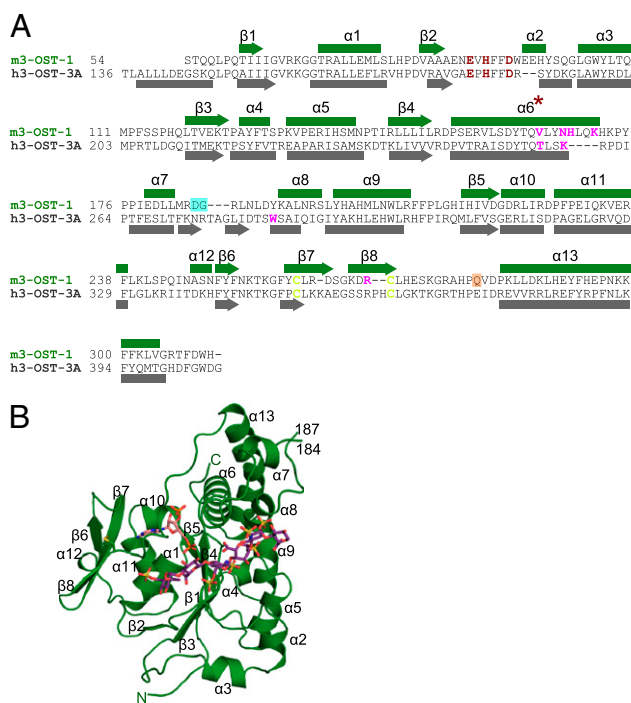 A
β1 α1 β2 α2 α3
m3-OST-1 54 STQQLPQTIIIGVRKGGTRALLEMLSLHPDVAAAENEVHFFDWEEHYSQGLGWYLTQ
h3-OST-3A 136 TLALLLDEGSKQLPQAIIIGVKKGGTRALLEFLRVHPDVRAVGAEPHFFDR--SYDKGLAWYRDL
*
β3 α4 α5 β4 α6
m3-OST-1 111 MPFSSPHQLTVEKTPAYFTSPKVPERIHSMNPTIRLLLILRDPSERVLSDYTQVLYNHLQKHKPY
h3-OST-3A 203 MPRTLDGQITMEKTPSYFVTREAPARISAMSKDTKLIVVVRDPVTRAISDYTQTLSK----RPDI
α7 α8 α9 β5 α10 α11
m3-OST-1 176 PPIEDLLMRDG---RLNLDYKALNRSLYHAHMLNWLRFFPLGHIHIVDGDRLIRDPFPEIQKVER
h3-OST-3A 264 PTFESLTFKNRTAGLIDTSWSAIQIGIYAKHLEHWLRHFPIRQMLFVSGERLISDPAGELGRVQD
α12 β6 β7 β8 α13
m3-OST-1 238 FLKLSPQINASNFYFNKTKGFYCLR-DSGKDR--CLHESKGRAHPQVDPKLLDKLHEYFHEPNKK
h3-OST-3A 329 FLGLKRIITDKHFYFNKTKGFPCLKKAEGSSRPHCLGKTKGRTHPEIDREVVRRLREFYRPFNLK
m3-OST-1 300 FFKLVGRTFDWH-
h3-OST-3A 394 FYQMTGHDFGWDG
B
α13
187
184
C
α6
α7
β7
α10
α8
β6
β5
α12
α1
β4
α9
α11
β8
α4
β1
α5
β2
β3
α2
α3
N